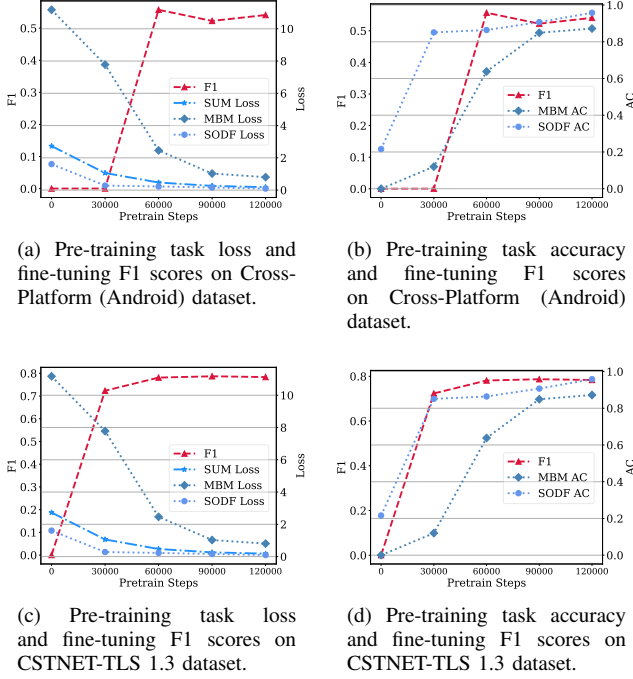 0.5
0.4
0.3
0.2
0.1
0.0
F1
10
8
6
4
2
0
Loss
F1
SUM Loss
MBM Loss
SODF Loss
0 30000 60000 90000 120000
Pretrain Steps
0.5
0.4
0.3
0.2
0.1
0.0
F1
1.0
0.8
0.6
0.4
0.2
0.0
AC
F1
MBM AC
SODF AC
0 30000 60000 90000 120000
Pretrain Steps
(a) Pre-training task loss and
fine-tuning F1 scores on Cross-
Platform (Android) dataset.
(b) Pre-training task accuracy
and fine-tuning F1 scores
on Cross-Platform (Android)
dataset.
0.8
0.7
0.6
0.5
0.4
0.3
0.2
0.1
0.0
F1
10
8
6
4
2
0
Loss
F1
SUM Loss
MBM Loss
SODF Loss
0 30000 60000 90000 120000
Pretrain Steps
0.8
0.6
0.4
0.2
0.0
F1
1.0
0.8
0.6
0.4
0.2
0.0
AC
F1
MBM AC
SODF AC
0 30000 60000 90000 120000
Pretrain Steps
(c) Pre-training task loss
and fine-tuning F1 scores on
CSTNET-TLS 1.3 dataset.
(d) Pre-training task accuracy
and fine-tuning F1 scores on
CSTNET-TLS 1.3 dataset.